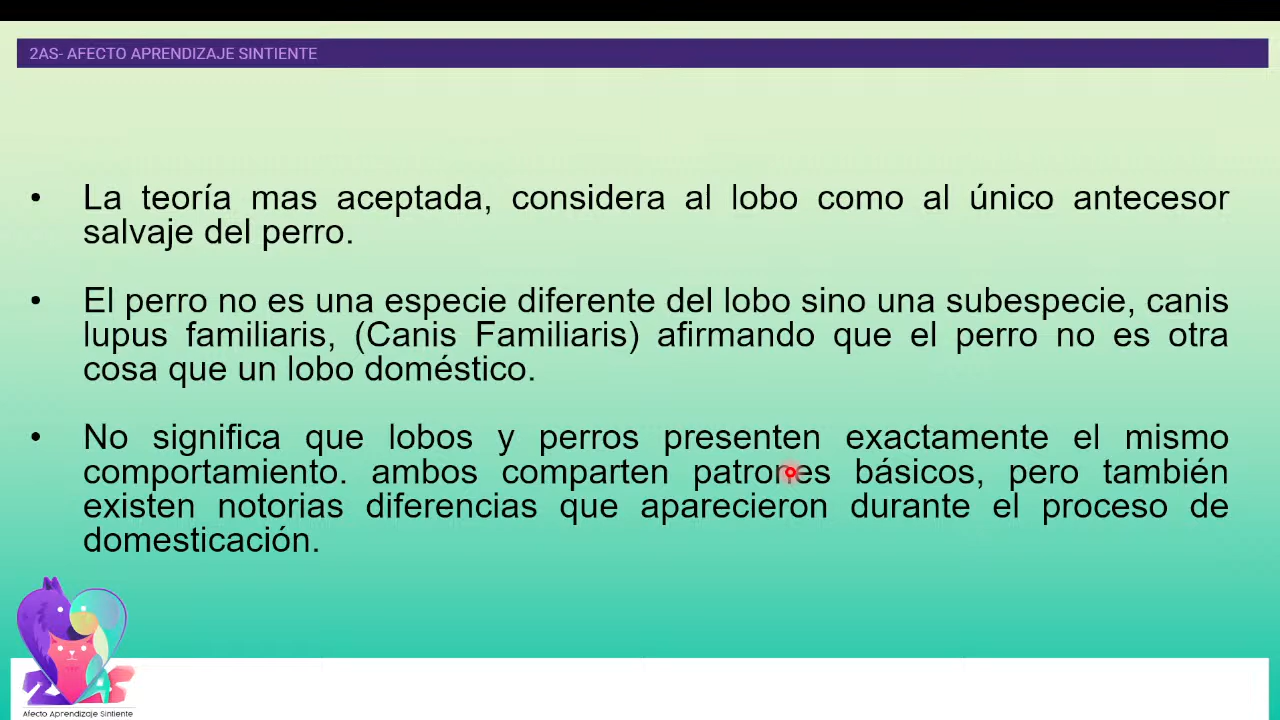 2AS- AFECTO APRENDIZAJE SINTIENTE
• La teoría mas aceptada, considera al lobo como al único antecesor
salvaje del perro.
• El perro no es una especie diferente del lobo sino una subespecie, canis
lupus familiaris, (Canis Familiaris) afirmando que el perro no es otra
cosa que un lobo doméstico.
• No significa que lobos y perros presenten exactamente el mismo
comportamiento. ambos comparten patrones básicos, pero también
existen notorias diferencias que aparecieron durante el proceso de
domesticación.
2AS
Afecto Aprendizaje Sintiente